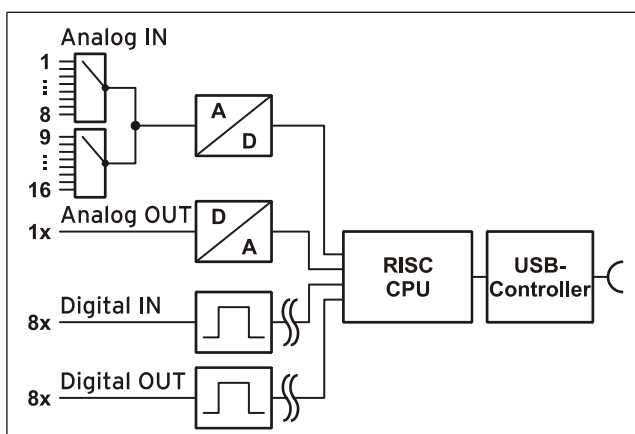 Analog IN
1
8
9
16
A
D
Analog OUT
1x
D
A
Digital IN
8x
Digital OUT
8x
RISC
CPU
USB-
Controller